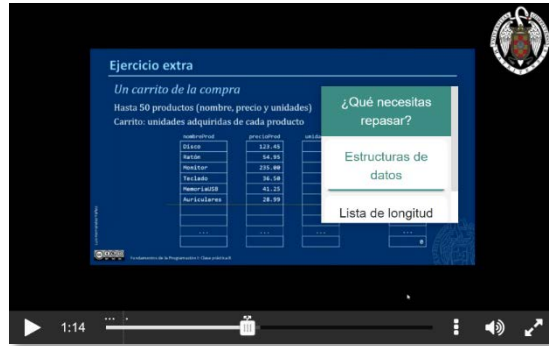 Ejercicio extra
Un carrito de la compra
Hasta 50 productos (nombre, precio y unidades)
Carrito: unidades adquiridas de cada producto
nombreProd precioProd
Disco 123.45
Ratón 54.95
Monitor 235.00
Teclado 36.50
MemoriaUSB 41.25
Auriculares 28.99
... ... ... ...
0
¿Qué necesitas
repasar?
Estructuras de
datos
Lista de longitud
Fundamentos de la Programación I: Clase práctica 8
1:14